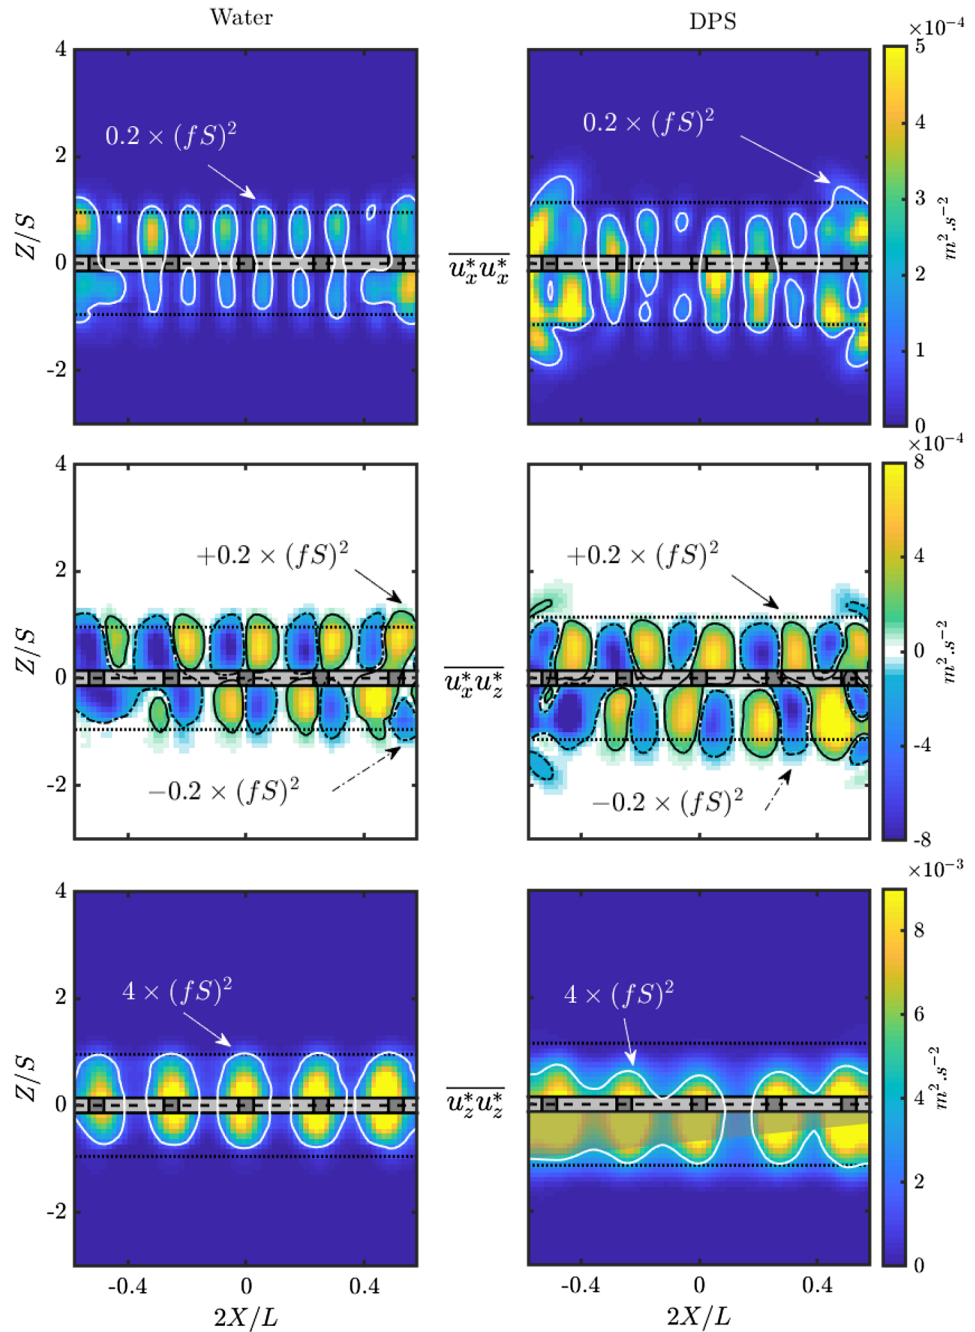 Water
DPS
×10⁻⁴
4
2
0
-2
Z/S
0.2 × (fS)²
0.2 × (fS)²
u*ₓu*ₓ
5
4
3
2
1
0
m².s⁻²
×10⁻⁴
4
2
0
-2
Z/S
+0.2 × (fS)²
−0.2 × (fS)²
+0.2 × (fS)²
−0.2 × (fS)²
u*ₓu*_z
8
4
0
-4
-8
m².s⁻²
×10⁻³
4
2
0
-2
Z/S
4 × (fS)²
4 × (fS)²
u*_zu*_z
8
6
4
2
0
m².s⁻²
-0.4
0
0.4
-0.4
0
0.4
2X/L
2X/L